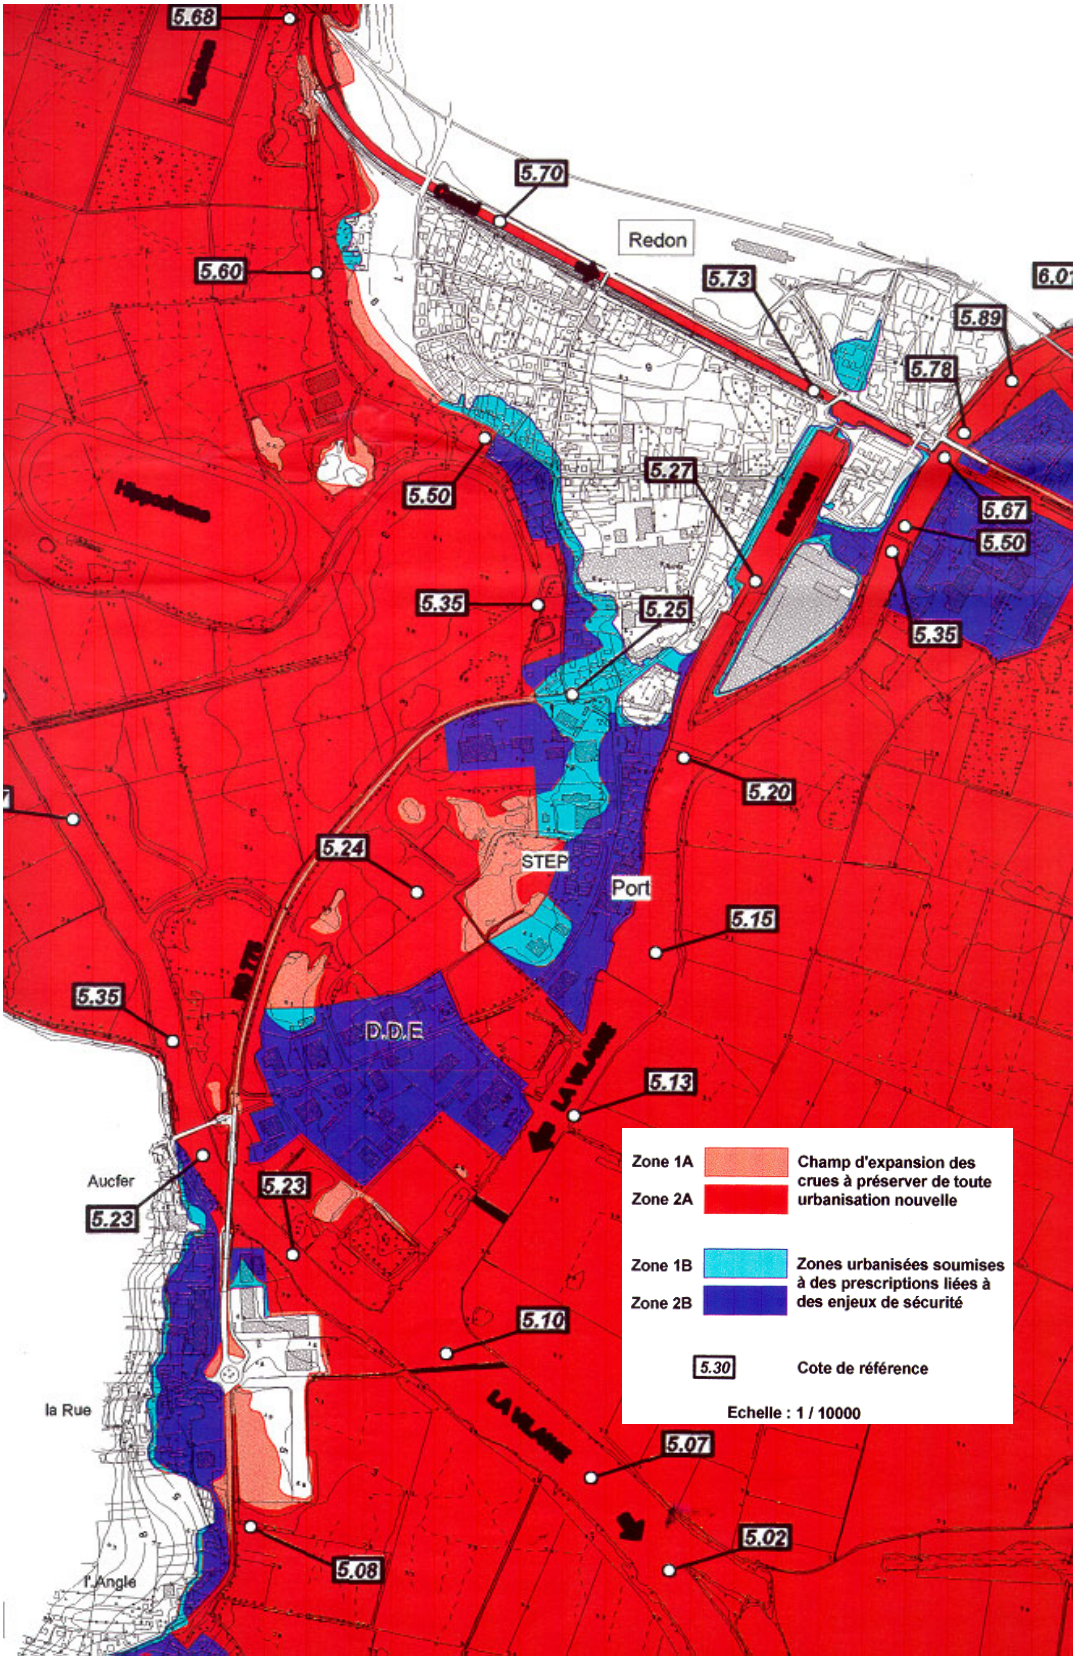 5.68
Canal
5.70
Redon
5.60
5.73
6.01
5.89
5.78
Hippodrome
5.50
5.27
BASSIN
5.67
5.50
5.35
5.25
5.35
5.20
5.24
STEP
Port
5.15
5.35
D.D.E
LA VILAINE
5.13
Aucfer
5.23
5.23
Zone 1A
Zone 2A
Champ d'expansion des
crues à préserver de toute
urbanisation nouvelle
Zone 1B
Zone 2B
Zones urbanisées soumises
à des prescriptions liées à
des enjeux de sécurité
5.30
Cote de référence
Echelle : 1 / 10000
5.10
la Rue
LA VILAINE
5.07
5.02
5.08
l'Angle